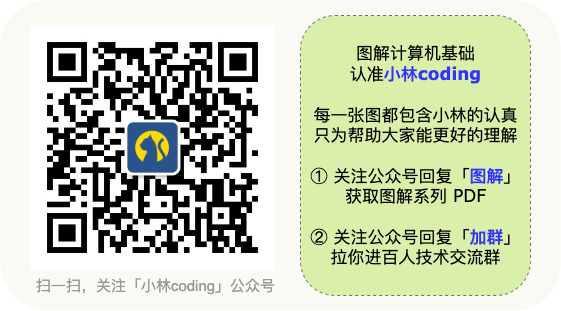 扫一扫，关注「小林coding」公众号
图解计算机基础
认准小林coding
每一张图都包含小林的认真
只为帮助大家能更好的理解
① 关注公众号回复「图解」
获取图解系列 PDF
② 关注公众号回复「加群」
拉你进百人技术交流群